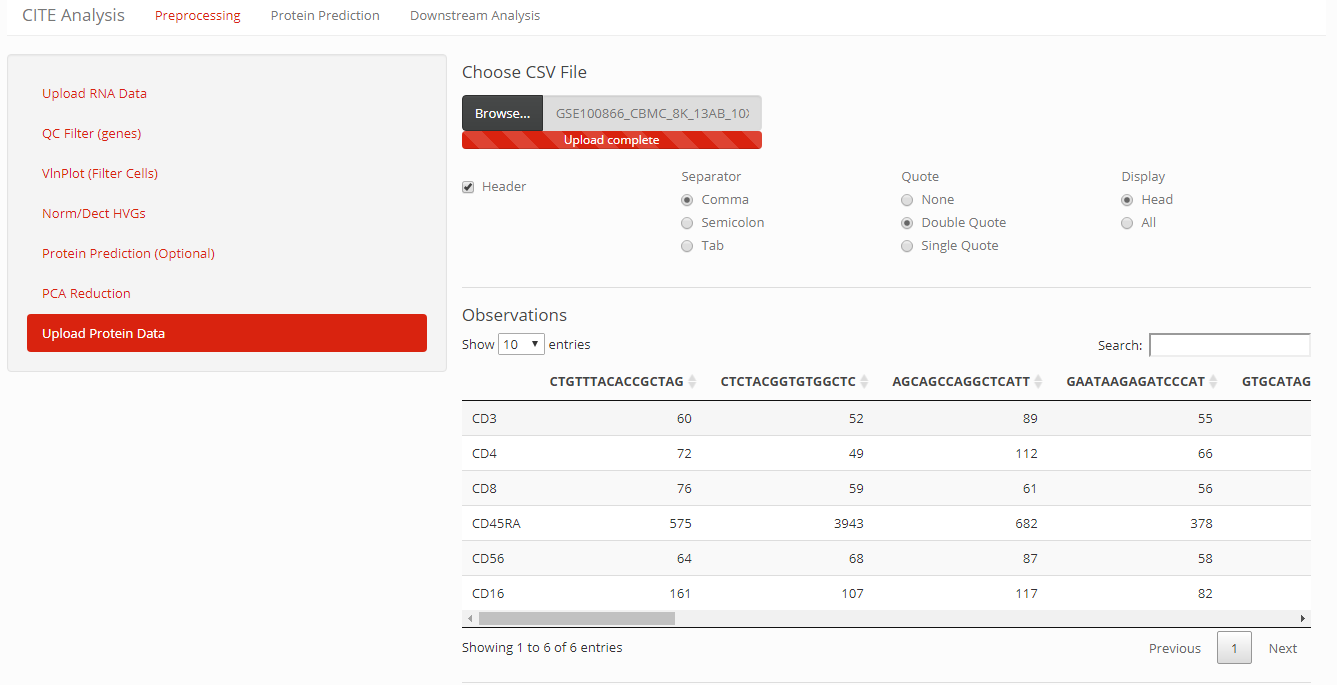 CITE Analysis Preprocessing Protein Prediction Downstream Analysis
Upload RNA Data
QC Filter (genes)
VlnPlot (Filter Cells)
Norm/Dect HVGs
Protein Prediction (Optional)
PCA Reduction
Upload Protein Data
Choose CSV File
Browse... GSE100866_CBMC_8K_13AB_10X
Upload complete
Header
Separator
Comma
Semicolon
Tab
Quote
None
Double Quote
Single Quote
Display
Head
All
Observations
Show 10 entries Search:
CTGTTTACACCGCTAG CTCTACGGTGTGGCTC AGCAGCCAGGCTCATT GAATAAGAGATCCCAT GTGCATAG
CD3 60 52 89 55
CD4 72 49 112 66
CD8 76 59 61 56
CD45RA 575 3943 682 378
CD56 64 68 87 58
CD16 161 107 117 82
Showing 1 to 6 of 6 entries Previous 1 Next